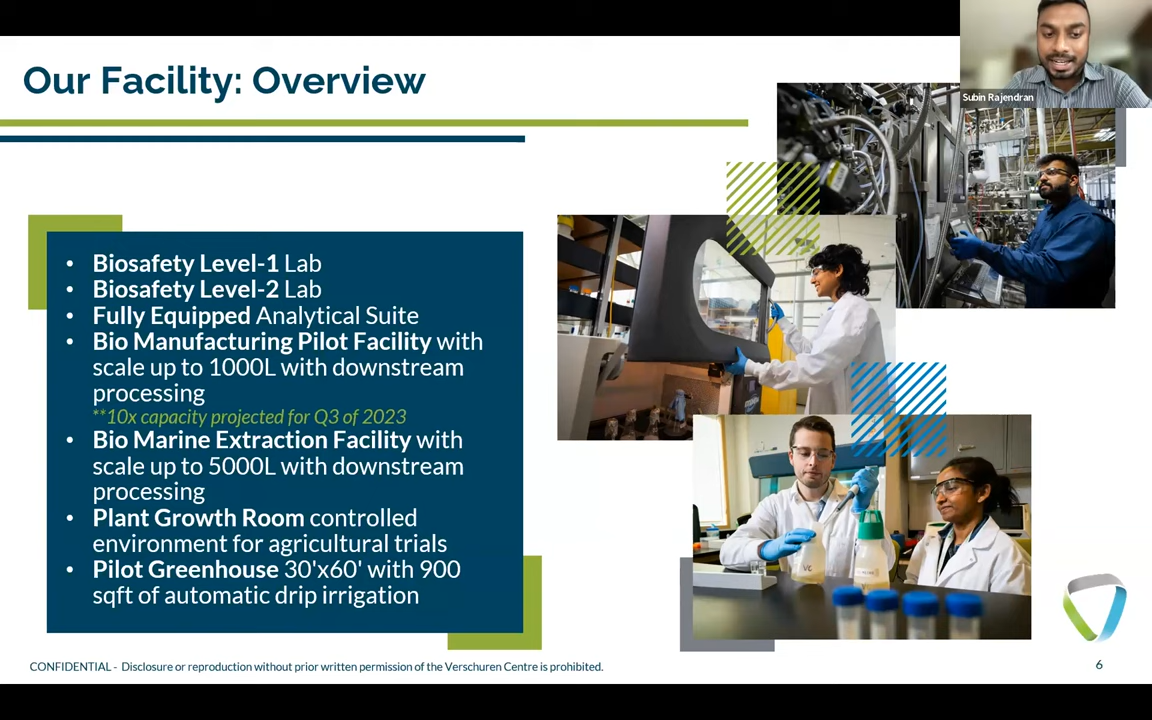 Our Facility: Overview
Subin Rajendran
• Biosafety Level-1 Lab
• Biosafety Level-2 Lab
• Fully Equipped Analytical Suite
• Bio Manufacturing Pilot Facility with
scale up to 1000L with downstream
processing
**10x capacity projected for Q3 of 2023
• Bio Marine Extraction Facility with
scale up to 5000L with downstream
processing
• Plant Growth Room controlled
environment for agricultural trials
• Pilot Greenhouse 30'x60' with 900
sqft of automatic drip irrigation
VC
CONFIDENTIAL - Disclosure or reproduction without prior written permission of the Verschuren Centre is prohibited.
6